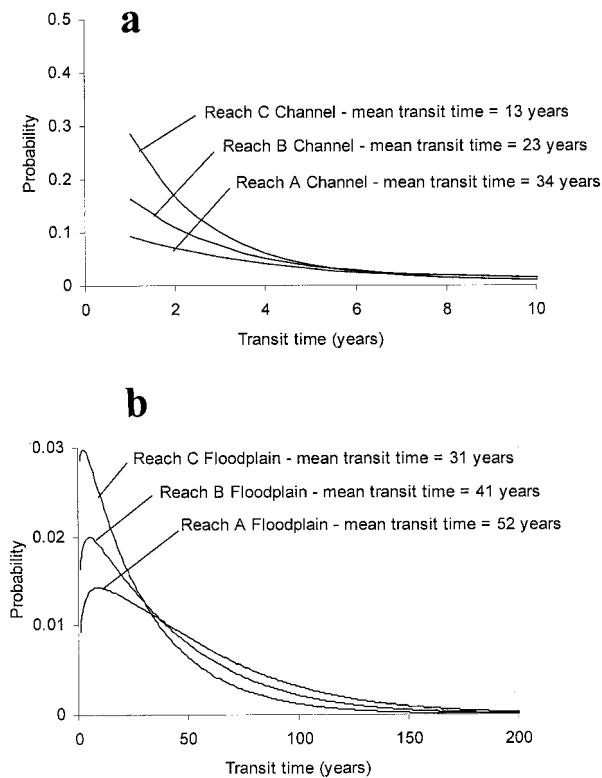 a
0.5
0.4
0.3
0.2
0.1
0
Probability
Reach C Channel - mean transit time = 13 years
Reach B Channel - mean transit time = 23 years
Reach A Channel - mean transit time = 34 years
0 2 4 6 8 10
Transit time (years)
b
0.03
0.02
0.01
0
Probability
Reach C Floodplain - mean transit time = 31 years
Reach B Floodplain - mean transit time = 41 years
Reach A Floodplain - mean transit time = 52 years
0 50 100 150 200
Transit time (years)